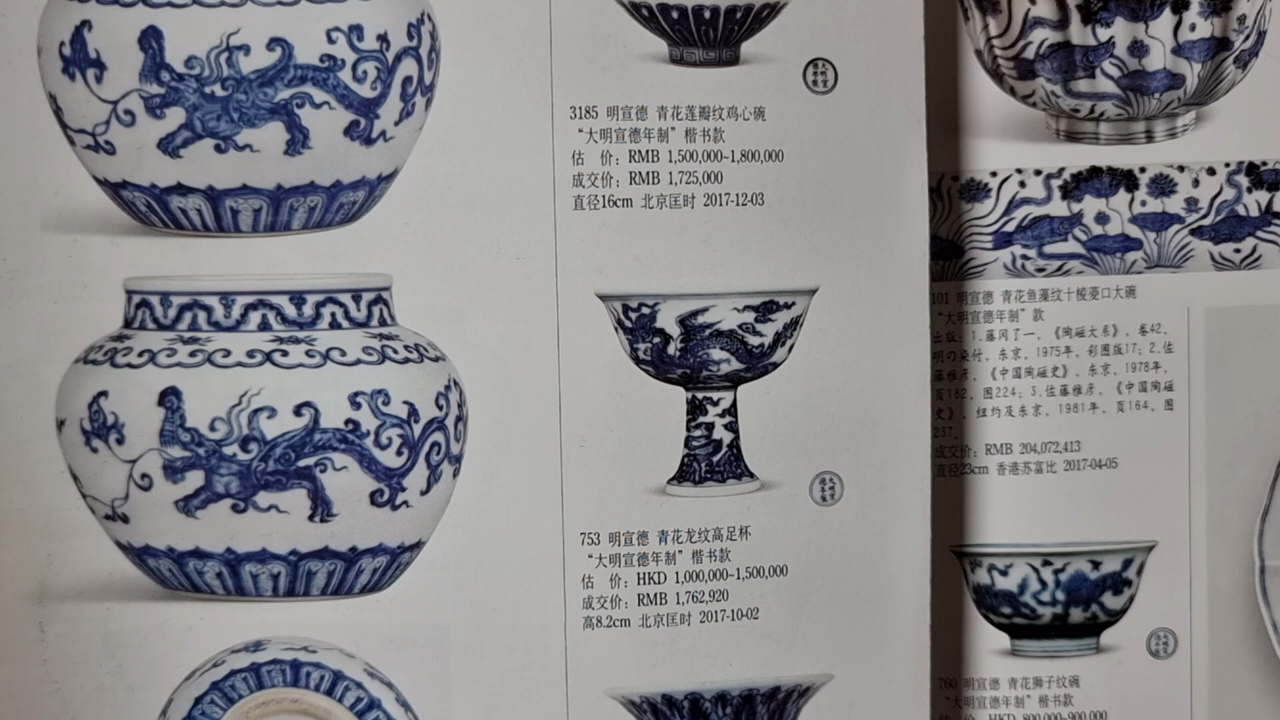 3185 明宣德 青花莲瓣纹鸡心碗
“大明宣德年制”楷书款
估 价：RMB 1,500,000~1,800,000
成交价：RMB 1,725,000
直径16cm 北京匡时 2017-12-03
753 明宣德 青花龙纹高足杯
“大明宣德年制”楷书款
估 价：HKD 1,000,000~1,500,000
成交价：RMB 1,762,920
高8.2cm 北京匡时 2017-10-02
101 明宣德 青花鱼藻纹十棱菱口大碗
“大明宣德年制”款
出版：1.藤冈了一，《陶磁大系》，卷42，
明の染付，东京，1975年，彩图版17；2.佐
藤雅彦，《中国陶磁史》，东京，1978年，
页182，图224；3.佐藤雅彦，《中国陶磁
史》，纽约及东京，1981年，页164，图
237。
成交价：RMB 204,072,413
直径23cm 香港苏富比 2017-04-05
760 明宣德 青花狮子纹碗
“大明宣德年制”楷书款
估 价：HKD 800,000~900,000